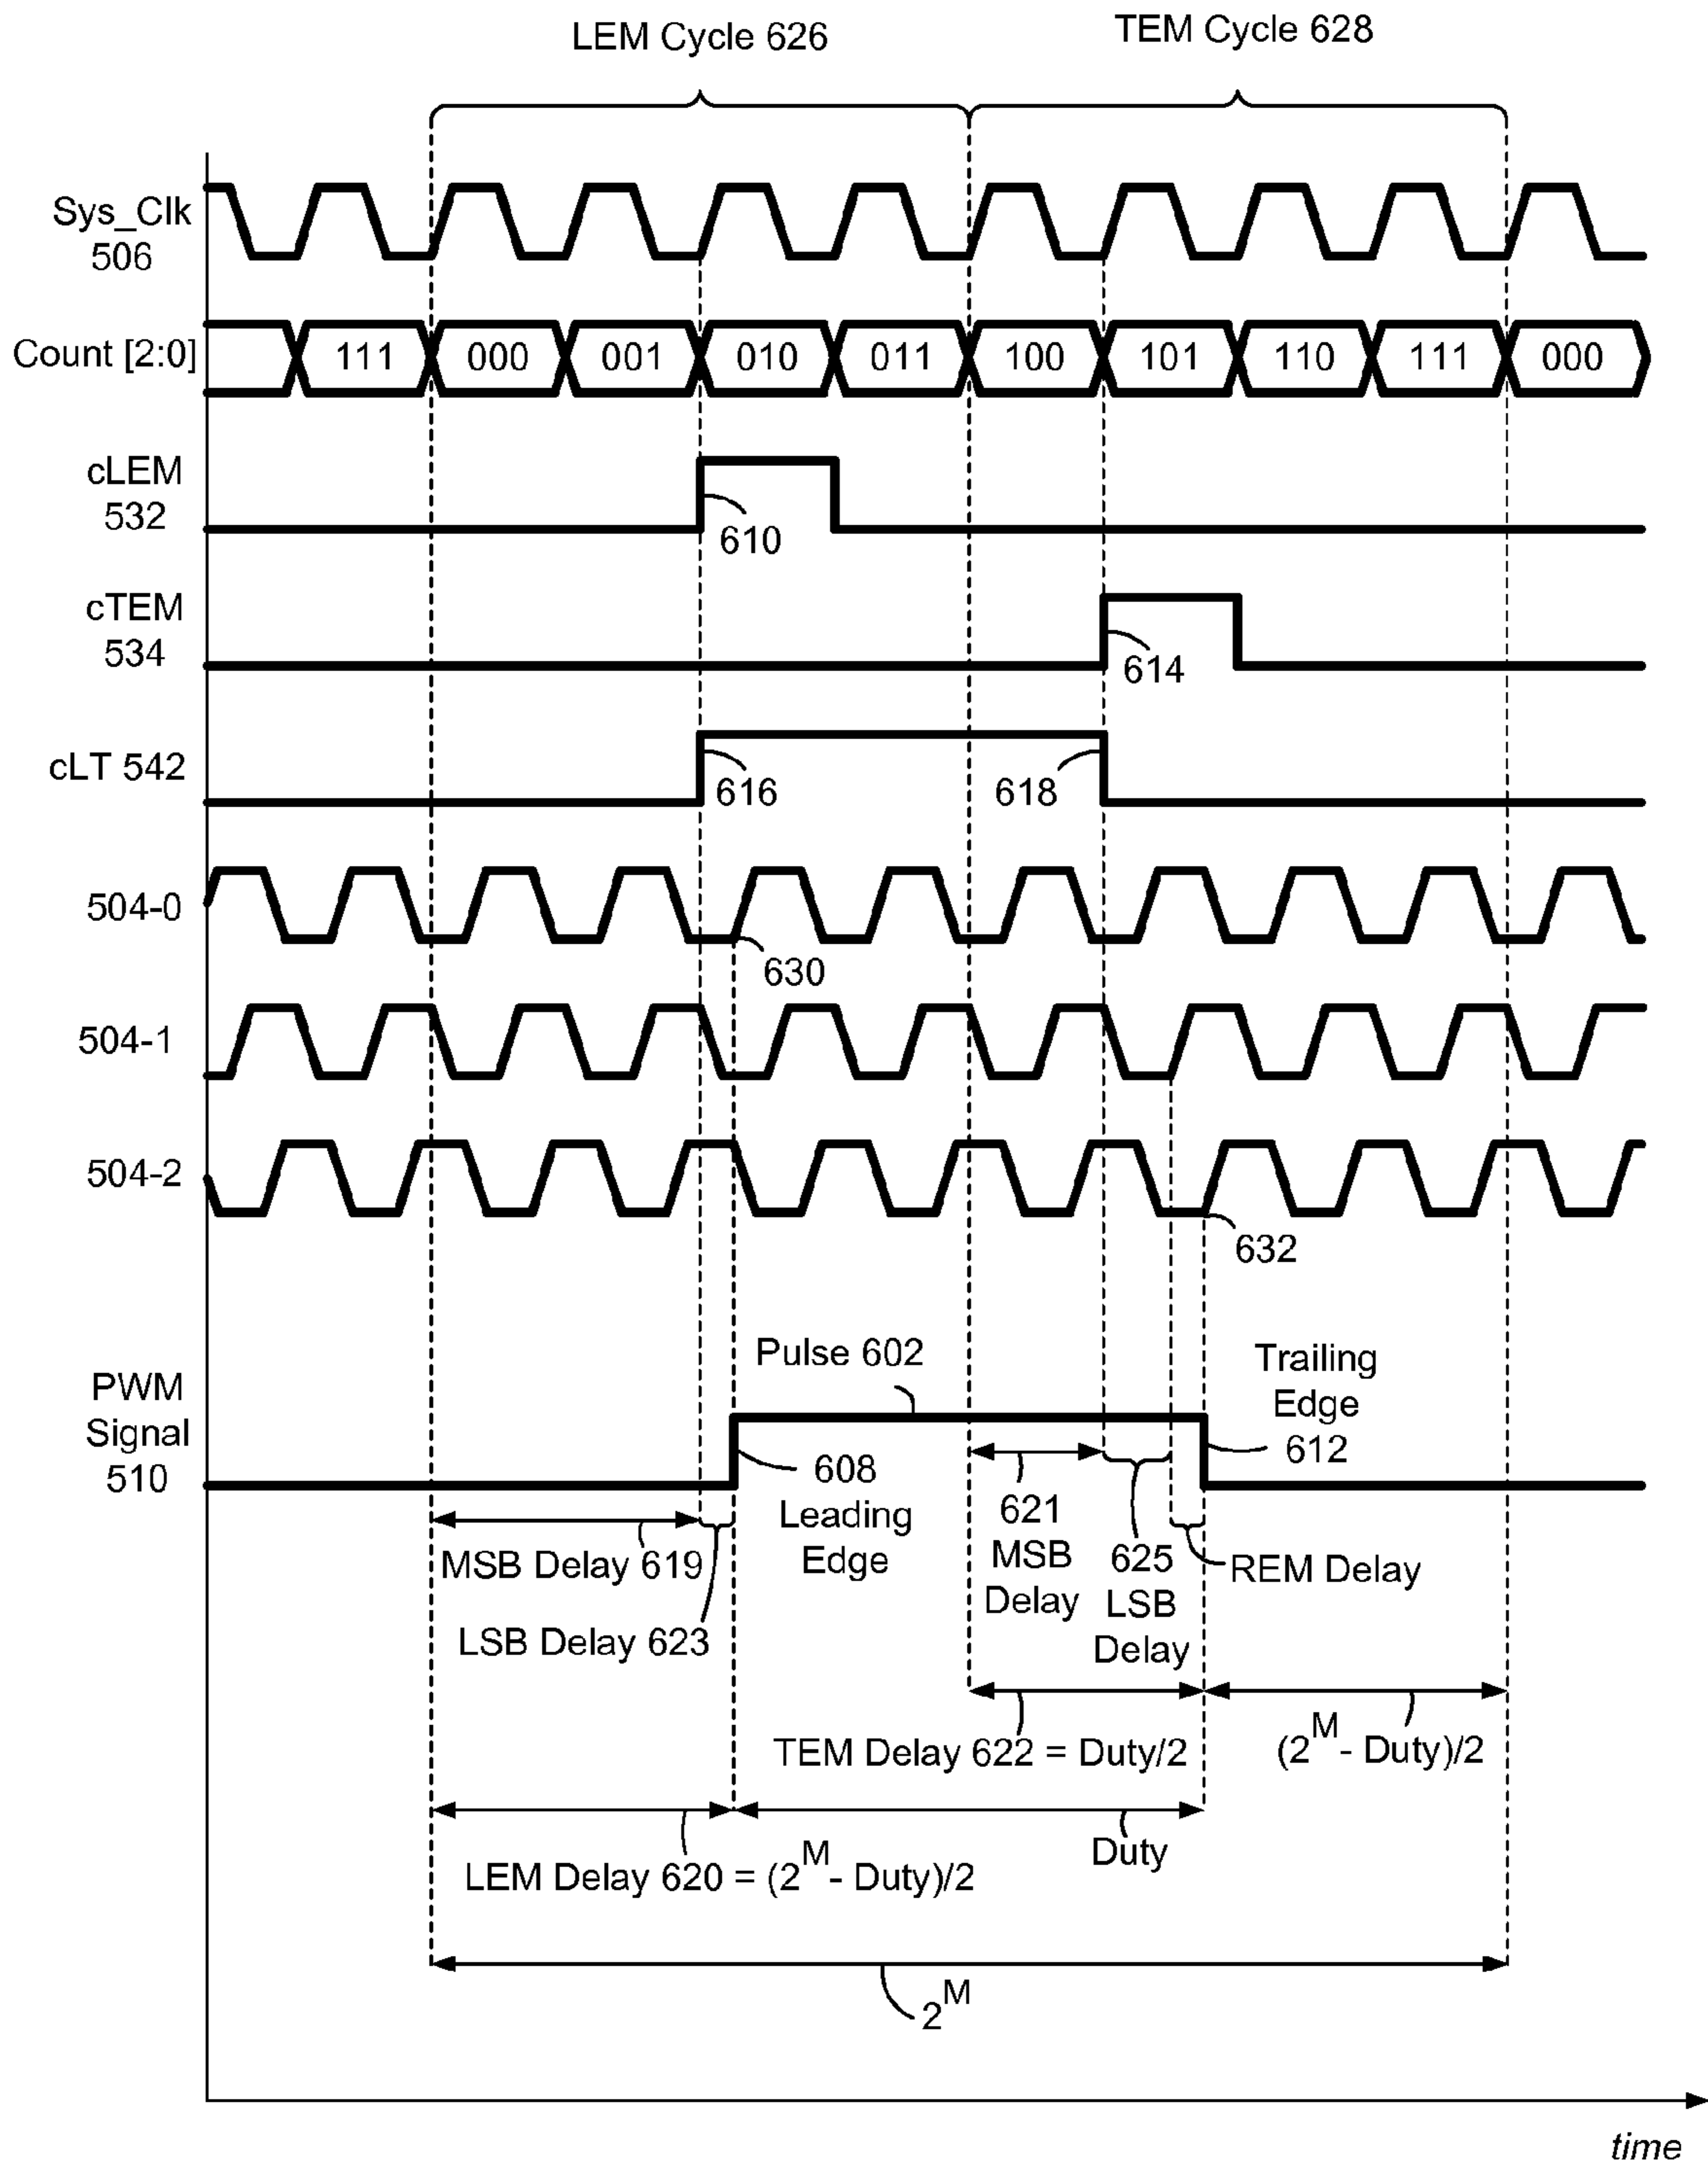 LEM Cycle 626
TEM Cycle 628
Sys_Clk
506
Count [2:0]
111
000
001
010
011
100
101
110
111
000
cLEM
532
610
cTEM
534
614
cLT 542
616
618
504-0
630
504-1
504-2
632
PWM
Signal
510
Pulse 602
608
Leading
Edge
Trailing
Edge
612
MSB Delay 619
LSB Delay 623
621
MSB
Delay
625
LSB
Delay
REM Delay
TEM Delay 622 = Duty/2
(2^M - Duty)/2
LEM Delay 620 = (2^M - Duty)/2
Duty
2^M
time